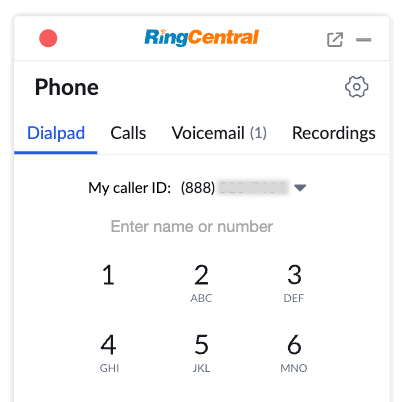 RingCentral
Phone
Dialpad Calls Voicemail (1) Recordings
My caller ID: (888)
Enter name or number
1 2 3
ABC DEF
4 5 6
GHI JKL MNO